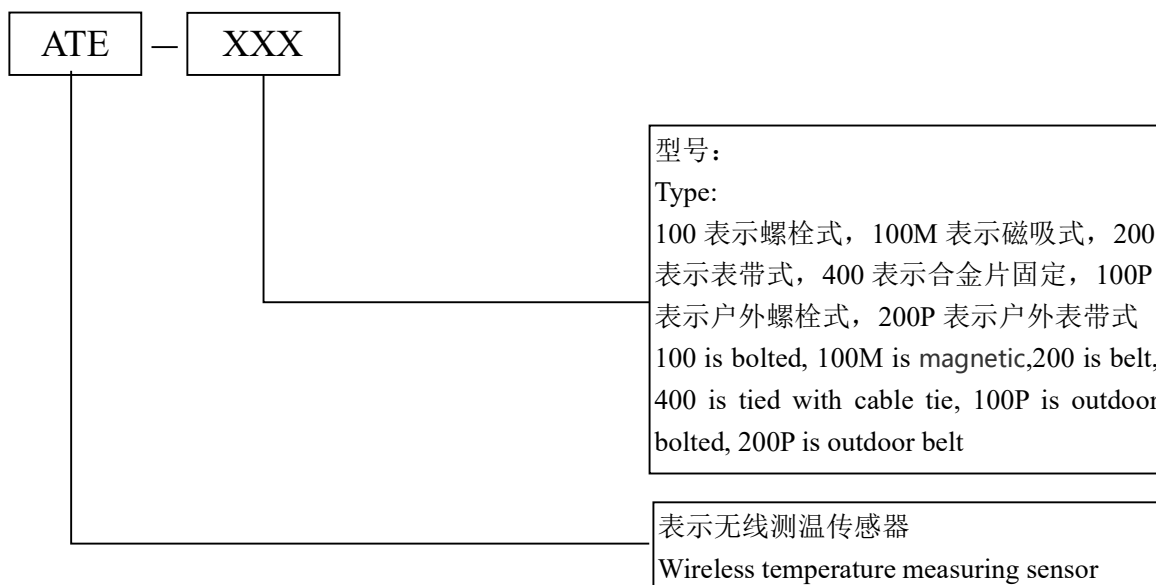 ATE — XXX
型号：
Type:
100 表示螺栓式，100M 表示磁吸式，200
表示表带式，400 表示合金片固定，100P
表示户外螺栓式，200P 表示户外表带式
100 is bolted, 100M is magnetic,200 is belt,
400 is tied with cable tie, 100P is outdoor
bolted, 200P is outdoor belt
表示无线测温传感器
Wireless temperature measuring sensor